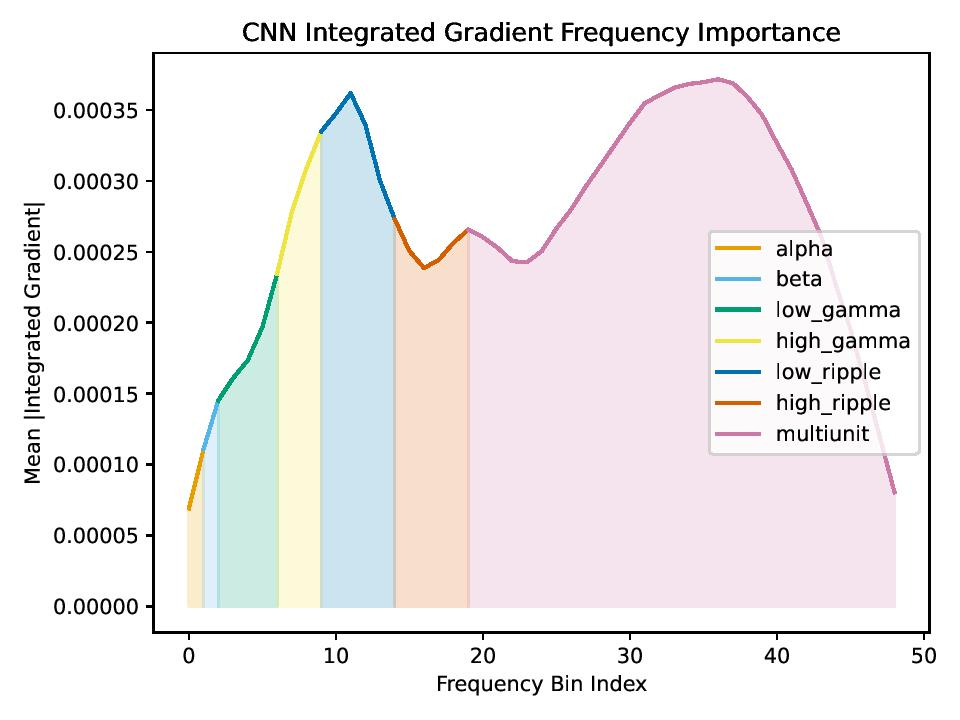 CNN Integrated Gradient Frequency Importance
Mean |Integrated Gradient|
0.00035
0.00030
0.00025
0.00020
0.00015
0.00010
0.00005
0.00000
alpha
beta
low_gamma
high_gamma
low_ripple
high_ripple
multiunit
0 10 20 30 40 50
Frequency Bin Index